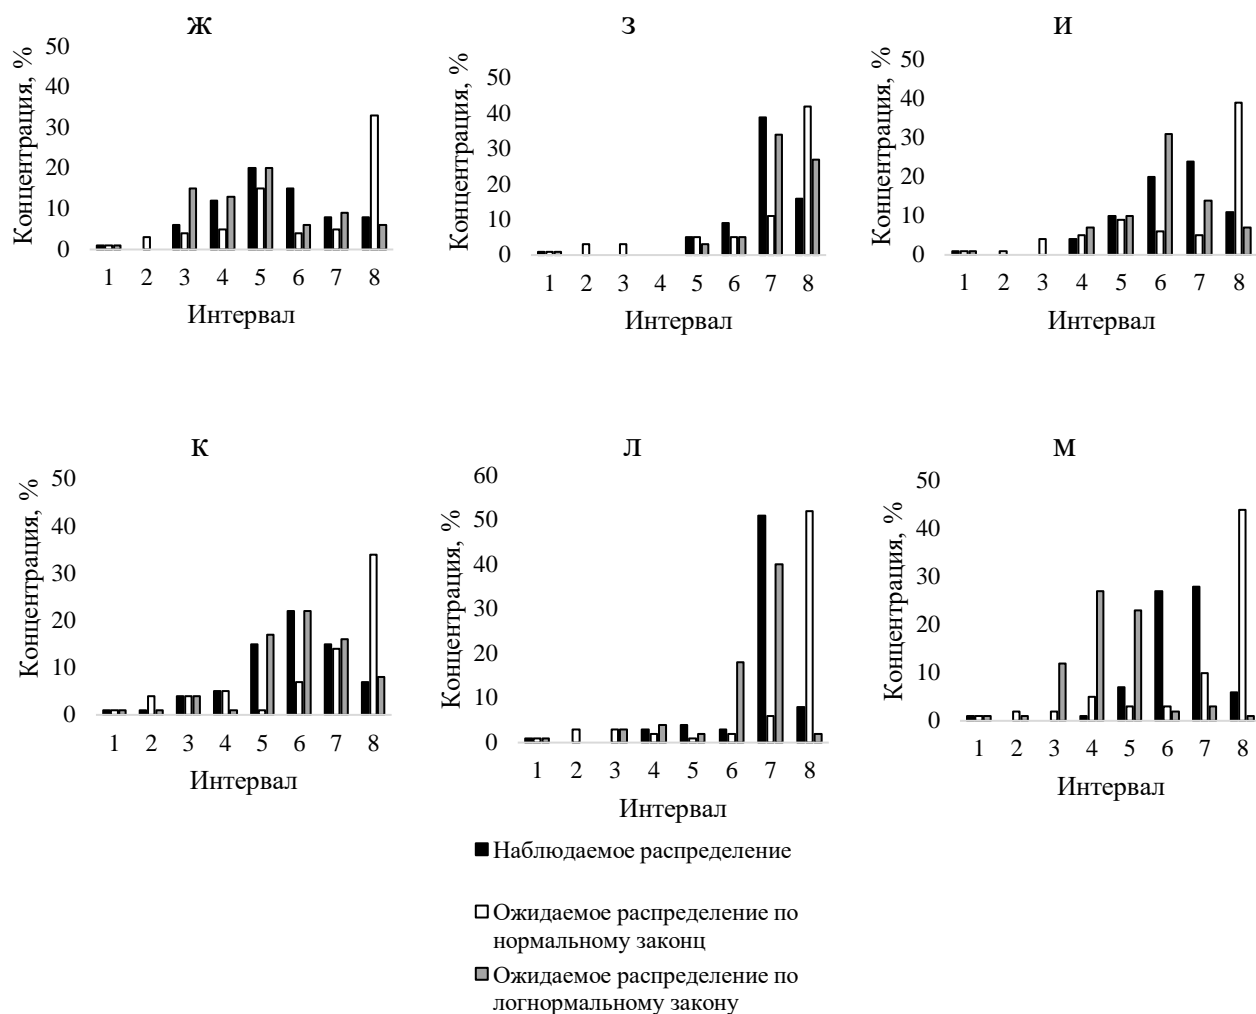 Ж
Концентрация, %
50
40
30
20
10
0
1 2 3 4 5 6 7 8
Интервал
З
Концентрация, %
50
40
30
20
10
0
1 2 3 4 5 6 7 8
Интервал
И
Концентрация, %
50
40
30
20
10
0
1 2 3 4 5 6 7 8
Интервал
К
Концентрация, %
50
40
30
20
10
0
1 2 3 4 5 6 7 8
Интервал
Л
Концентрация, %
60
50
40
30
20
10
0
1 2 3 4 5 6 7 8
Интервал
М
Концентрация, %
50
40
30
20
10
0
1 2 3 4 5 6 7 8
Интервал
Наблюдаемое распределение
Ожидаемое распределение по
нормальному законц
Ожидаемое распределение по
логнормальному закону